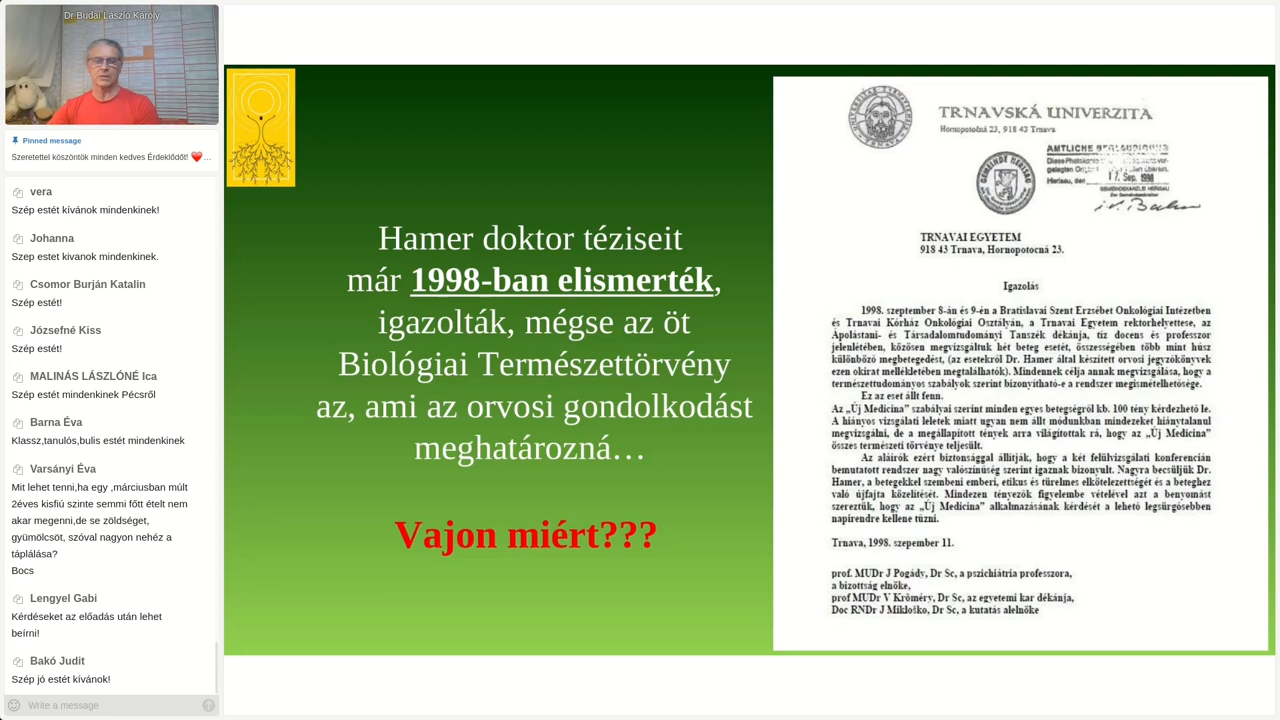 Dr Budai László Károly
Pinned message
Szeretettel köszöntök minden kedves Érdeklődőt! ❤️…
vera
Szép estét kívánok mindenkinek!
Johanna
Szep estet kivanok mindenkinek.
Csomor Burján Katalin
Szép estét!
Józsefné Kiss
Szép estét!
MALINÁS LÁSZLÓNÉ Ica
Szép estét mindenkinek Pécsről
Barna Éva
Klassz,tanulós,bulis estét mindenkinek
Varsányi Éva
Mit lehet tenni,ha egy ,márciusban múlt
2éves kisfiú szinte semmi főtt ételt nem
akar megenni,de se zöldséget,
gyümölcsöt, szóval nagyon nehéz a
táplálása?
Bocs
Lengyel Gabi
Kérdéseket az előadás után lehet
beírni!
Bakó Judit
Szép jó estét kívánok!
Write a message
Hamer doktor téziseit
már 1998-ban elismerték,
igazolták, mégse az öt
Biológiai Természettörvény
az, ami az orvosi gondolkodást
meghatározná…
Vajon miért???
TRNAVSKÁ UNIVERZITA
Hornopotočná 23, 918 43 Trnava
AMTLICHE BEGLAUBIGUNG
17. Sep. 1998
GEMEINDE HERISAU
GEMEINDEKANZLEI HERISAU
TRNAVAI EGYETEM
918 43 Trnava, Hornopotocná 23.
Igazolás
1998. szeptember 8-án és 9-én a Bratislavai Szent Erzsébet Onkológiai Intézetben
és Trnavai Kórház Onkológiai Osztályán, a Trnavai Egyetem rektorhelyettese, az
Ápolástani- és Társadalomtudományi Tanszék dékánja, tíz docens és professzor
jelenlétében, közösen megvizsgáltuk hét beteg esetét, összességében több mint húsz
különböző megbetegedést, (az esetekről Dr. Hamer által készített orvosi jegyzőkönyvek
ezen okirat mellékletében megtalálhatók). Mindennek célja annak megvizsgálása, hogy a
természettudományos szabályok szerint bizonyítható-e a rendszer megismételhetősége.
Ez az eset állt fenn.
Az „Új Medicina” szabályai szerint minden egyes betegségről kb. 100 tény kérdezhető le.
A hiányos vizsgálati leletek miatt ugyan nem állt módunkban mindezeket hiánytalanul
megvizsgálni, de a megállapított tények arra világítottak rá, hogy az „Új Medicina”
összes természeti törvénye teljesült.
Az aláírók ezért biztonsággal állítják, hogy a két felülvizsgálati konferencián
bemutatott rendszer nagy valószínűség szerint igaznak bizonyult. Nagyra becsüljük Dr.
Hamer, a betegekkel szembeni emberi, etikus és türelmes elkötelezettségét és a beteghez
való újfajta közelítését. Mindezen tényezők figyelembe vételével azt a benyomást
szereztük, hogy az „Új Medicina” alkalmazásának kérdését a lehető legsürgősebben
napirendre kellene tűzni.
Trnava, 1998. szepember 11.
prof. MUDr J Pogády, Dr Sc, a pszichiátria professzora,
a bizottság elnöke,
prof MUDr V Krôméry, Dr Sc, az egyetemi kar dékánja,
Doc RNDr J Mikloško, Dr Sc, a kutatás alelnöke